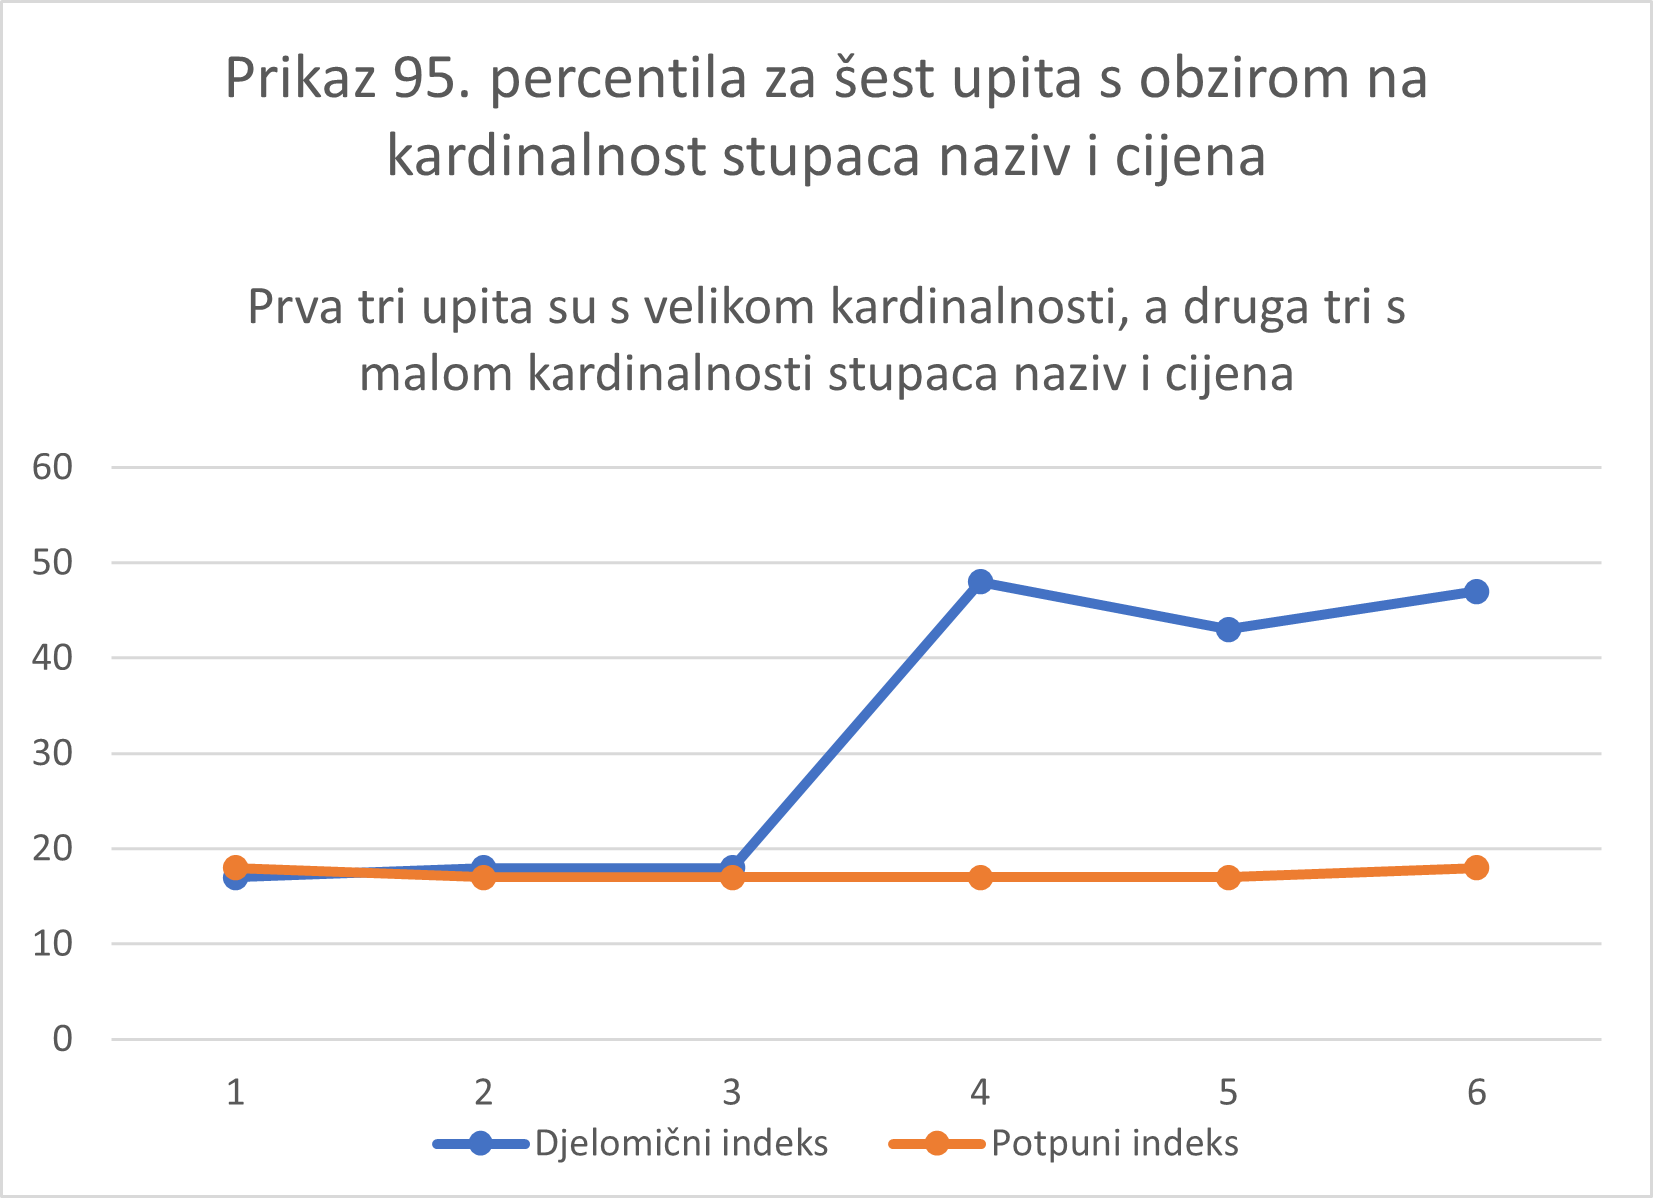 Prikaz 95. percentila za šest upita s obzirom na
kardinalnost stupaca naziv i cijena
Prva tri upita su s velikom kardinalnosti, a druga tri s
malom kardinalnosti stupaca naziv i cijena
60
50
40
30
20
10
0
1 2 3 4 5 6
Djelomični indeks Potpuni indeks